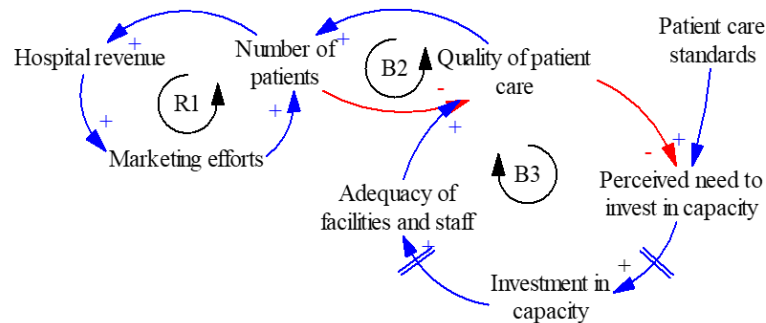 Patient care
standards
Hospital revenue
+
Number of
patients
+
B2
Quality of patient
care
R1
+
+
-
+
+
-
Marketing efforts
B3
Adequacy of
facilities and staff
Perceived need to
invest in capacity
+
+
Investment in
capacity